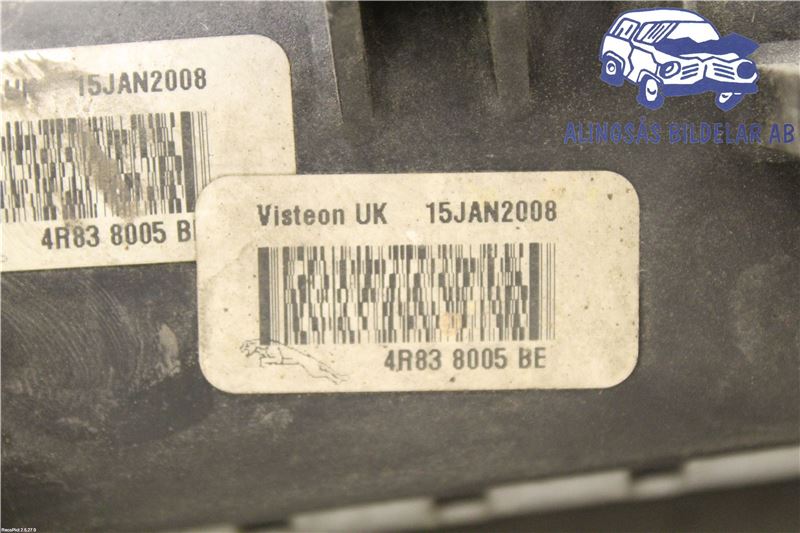 UK 15JAN2008
4R83 8005 BE
Visteon UK 15JAN2008
4R83 8005 BE
ALINGSÅS BILDELAR AB